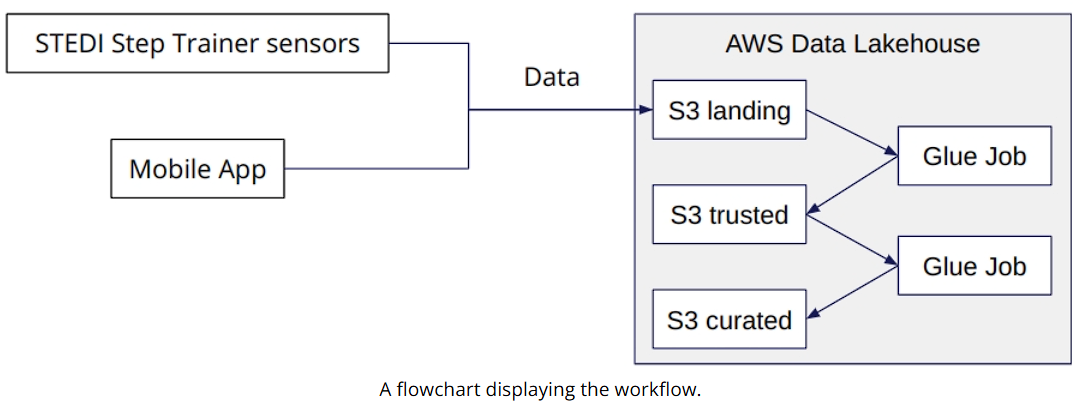 STEDI Step Trainer sensors
Mobile App
Data
AWS Data Lakehouse
S3 landing
Glue Job
S3 trusted
Glue Job
S3 curated
A flowchart displaying the workflow.